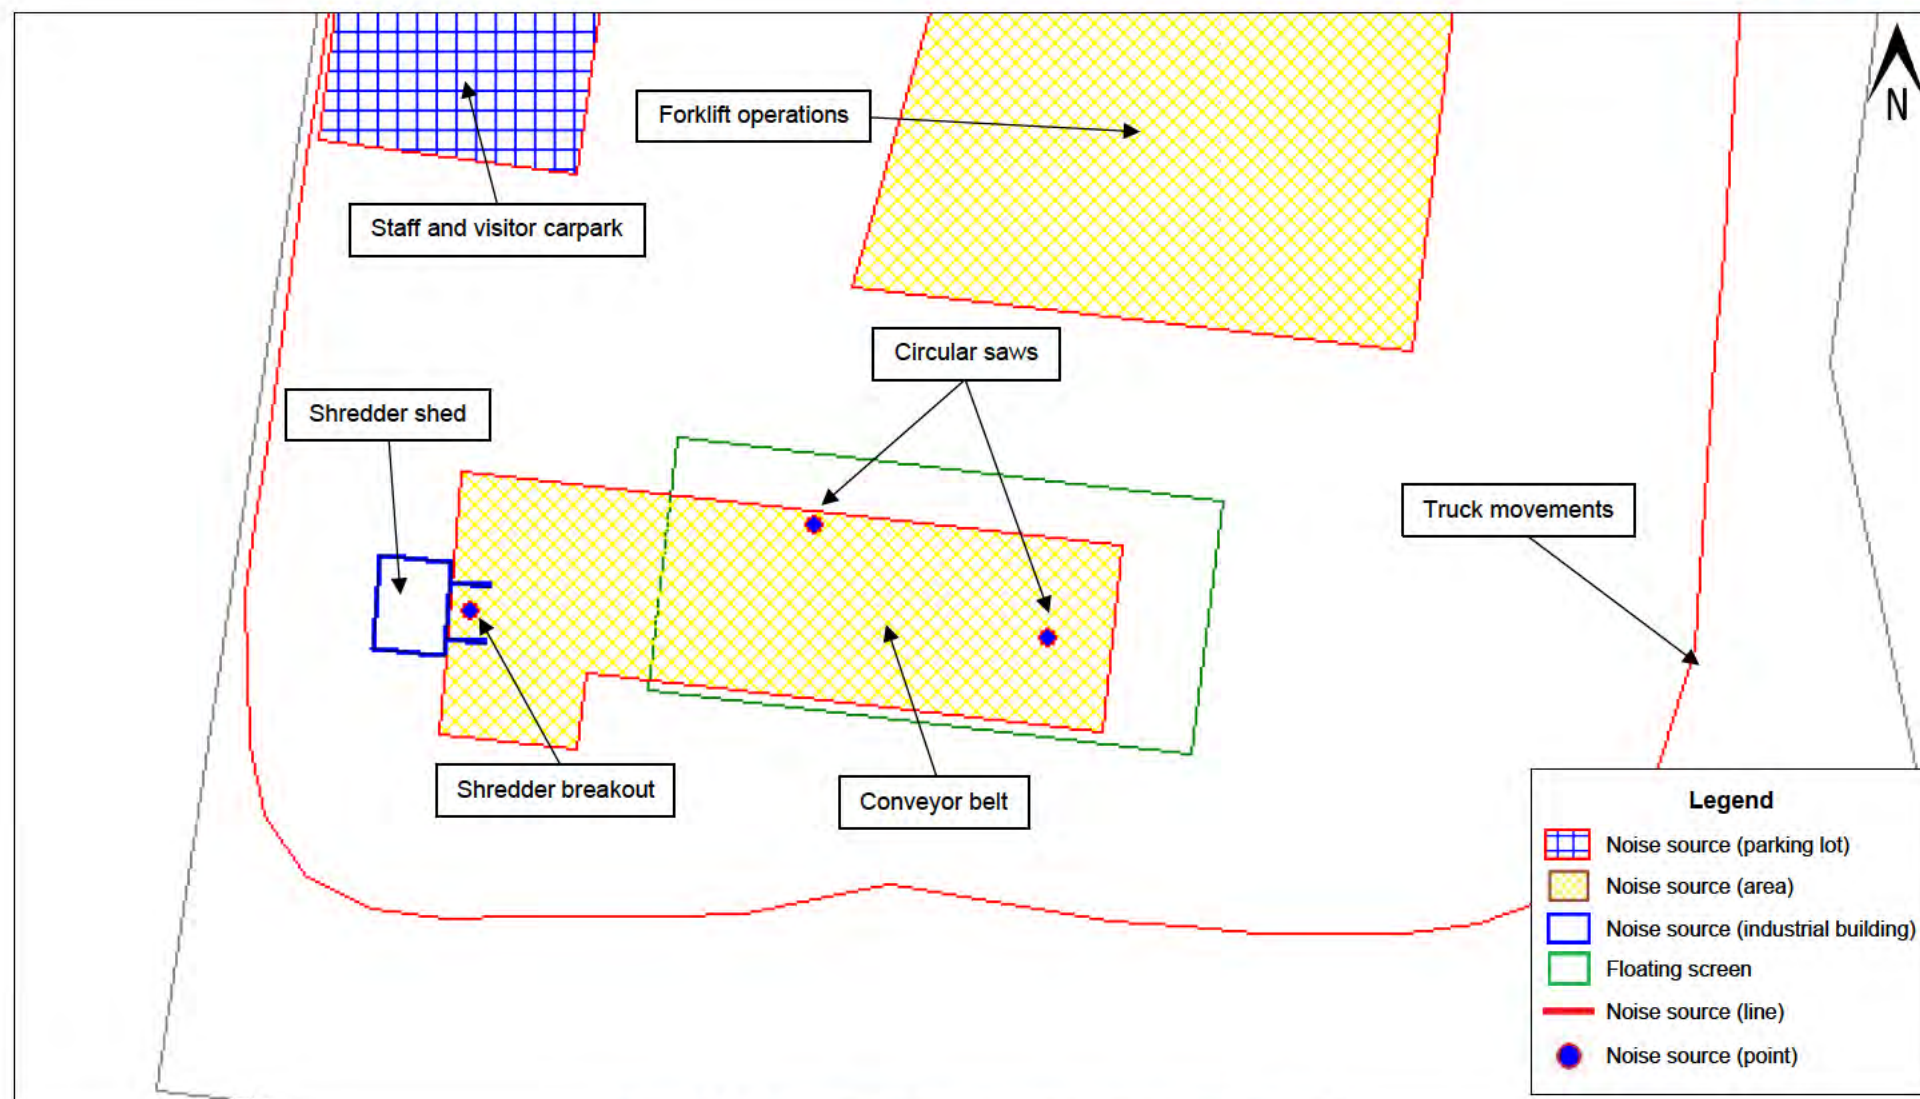 N
Forklift operations
Staff and visitor carpark
Circular saws
Shredder shed
Truck movements
Shredder breakout
Conveyor belt
Legend
Noise source (parking lot)
Noise source (area)
Noise source (industrial building)
Floating screen
Noise source (line)
Noise source (point)